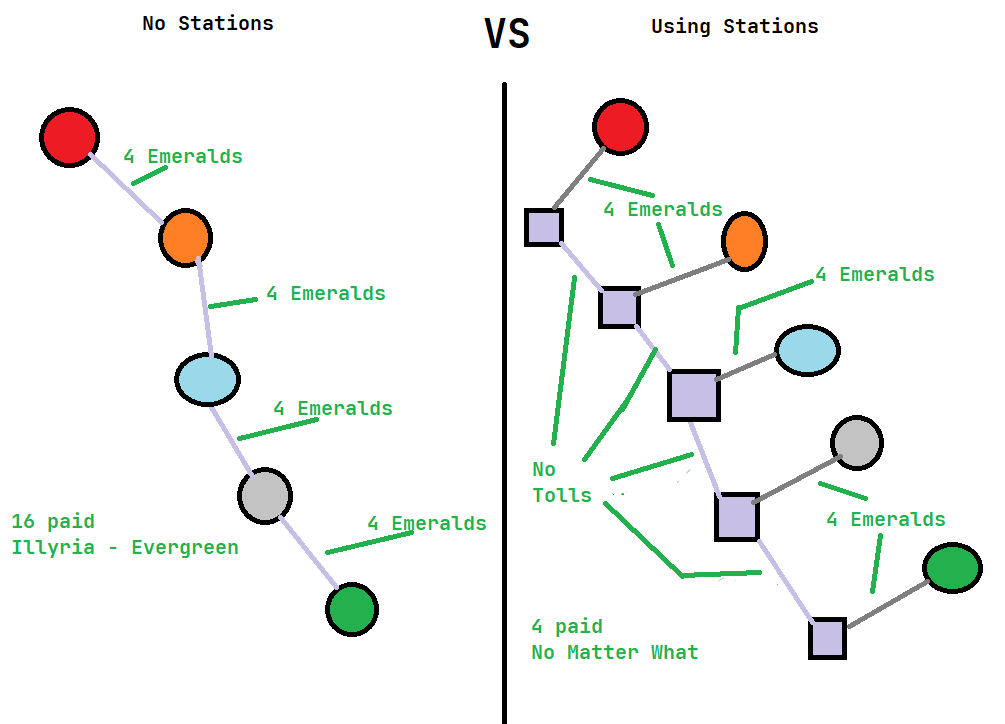 No Stations
VS
Using Stations
4 Emeralds
4 Emeralds
4 Emeralds
4 Emeralds
16 paid
Illyria - Evergreen
4 Emeralds
4 Emeralds
No
Tolls
4 Emeralds
4 paid
No Matter What